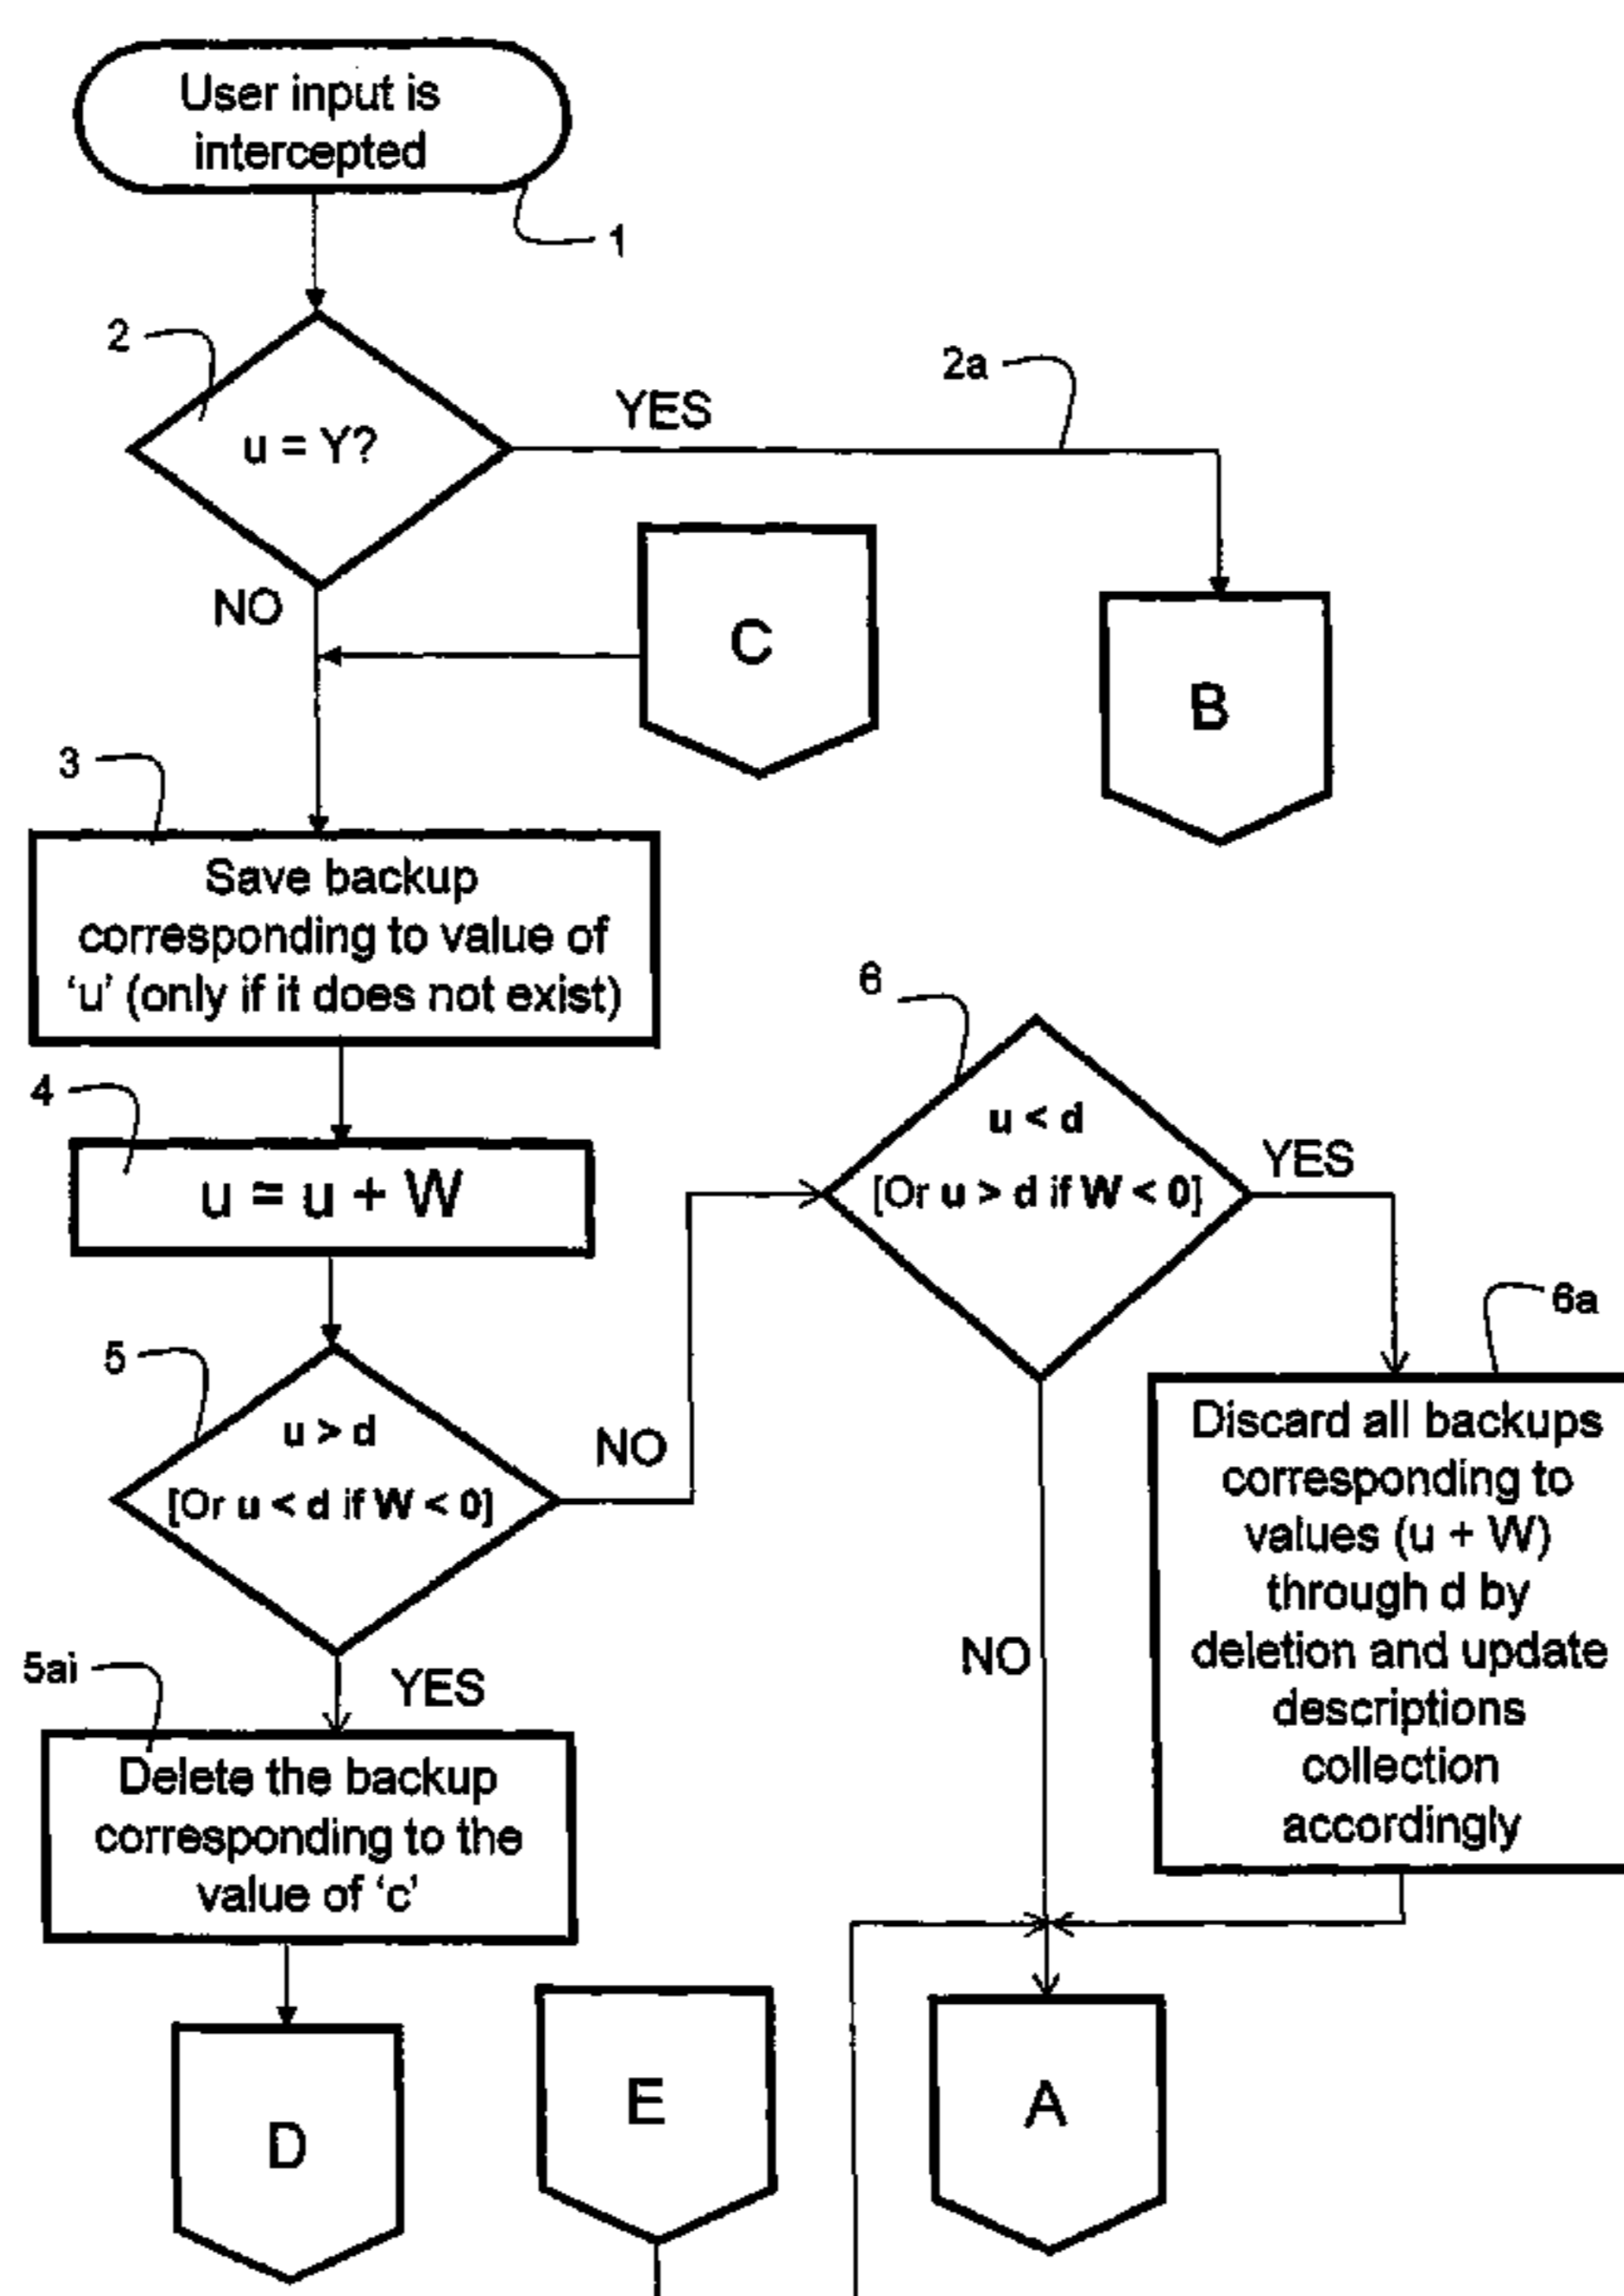 User input is
intercepted
1
2
u = Y?
YES
2a
NO
C
B
3
Save backup
corresponding to value of
‘u’ (only if it does not exist)
4
u = u + W
5
u > d
[Or u < d if W < 0]
NO
6
u < d
[Or u > d if W < 0]
YES
6a
Discard all backups
corresponding to
values (u + W)
through d by
deletion and update
descriptions
collection
accordingly
NO
YES
5ai
Delete the backup
corresponding to the
value of ‘c’
D
E
A